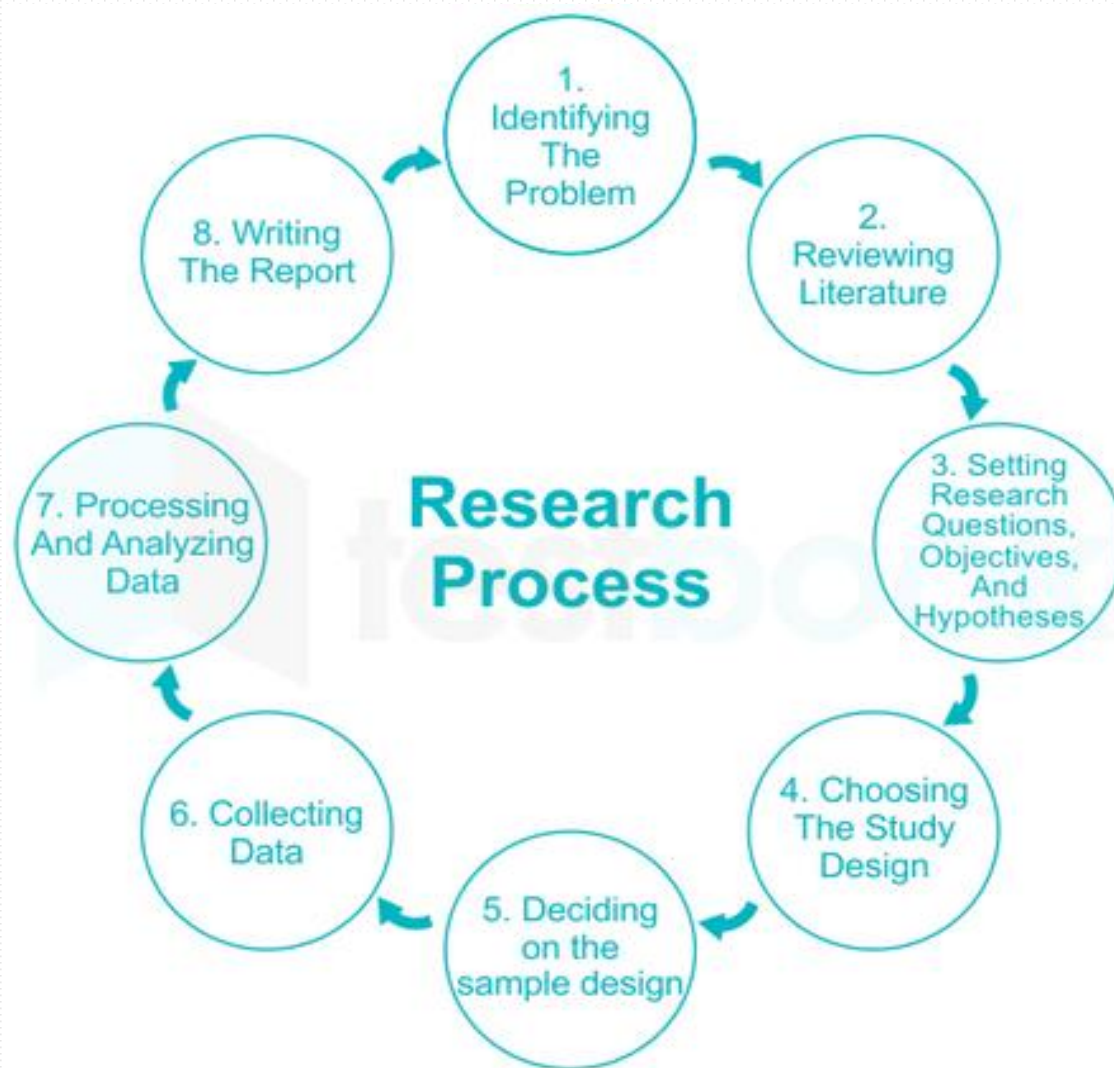 1.
Identifying
The
Problem
2.
Reviewing
Literature
3. Setting
Research
Questions,
Objectives,
And
Hypotheses
4. Choosing
The Study
Design
5. Deciding
on the
sample design
6. Collecting
Data
7. Processing
And Analyzing
Data
8. Writing
The Report
Research
Process